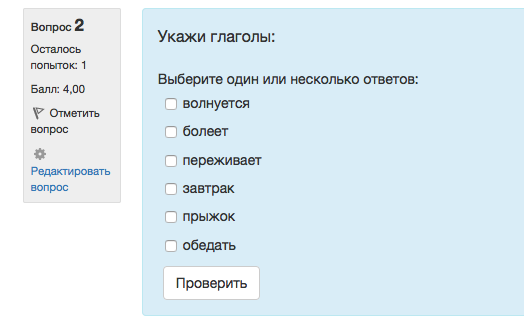 Вопрос 2
Осталось
попыток: 1
Балл: 4,00
Отметить
вопрос
Редактировать
вопрос
Укажи глаголы:
Выберите один или несколько ответов:
волнуется
болеет
переживает
завтрак
прыжок
обедать
Проверить